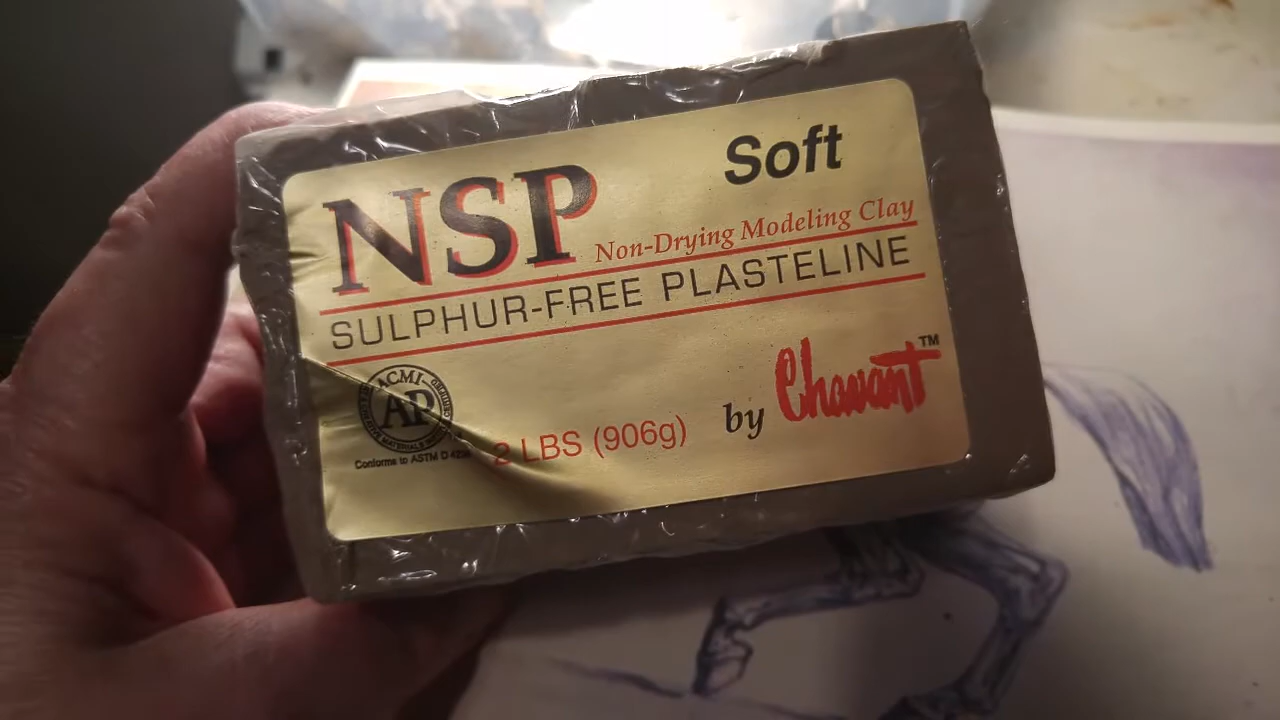 Soft
NSP
Non-Drying Modeling Clay
SULPHUR-FREE PLASTELINE
ACMI
AP
Conforms to ASTM D 4236
2 LBS (906g)
by Chavant™